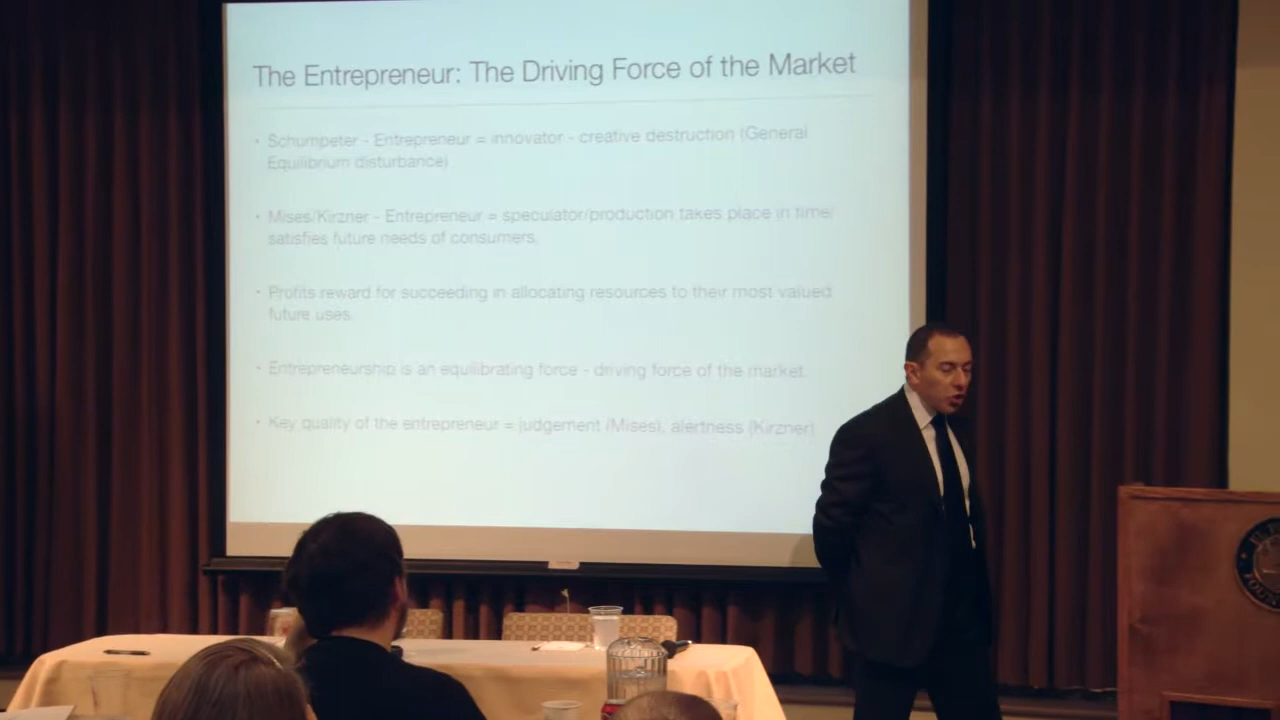 The Entrepreneur: The Driving Force of the Market
• Schumpeter - Entrepreneur = innovator - creative destruction (General
Equilibrium disturbance)
• Mises/Kirzner - Entrepreneur = speculator/production takes place in time/
satisfies future needs of consumers.
• Profits reward for succeeding in allocating resources to their most valued
future uses.
• Entrepreneurship is an equilibrating force - driving force of the market.
• Key quality of the entrepreneur = judgement (Mises), alertness (Kirzner)